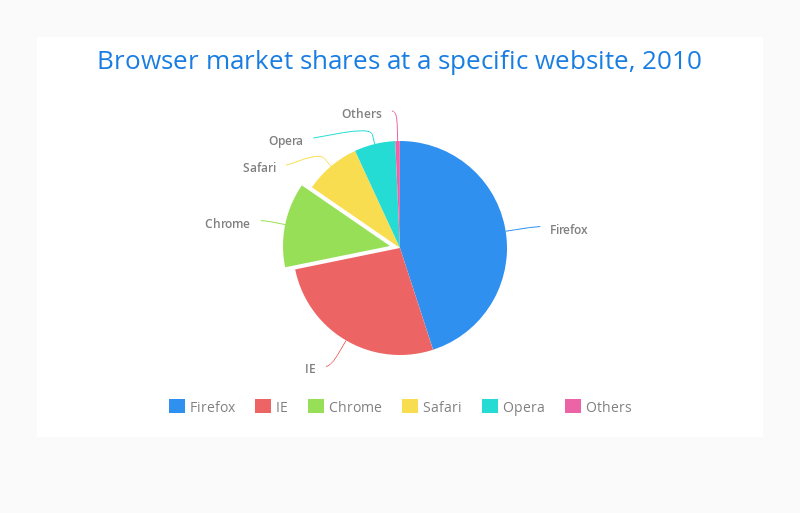 Browser market shares at a specific website, 2010
Others
Opera
Safari
Chrome
Firefox
IE
Firefox IE Chrome Safari Opera Others